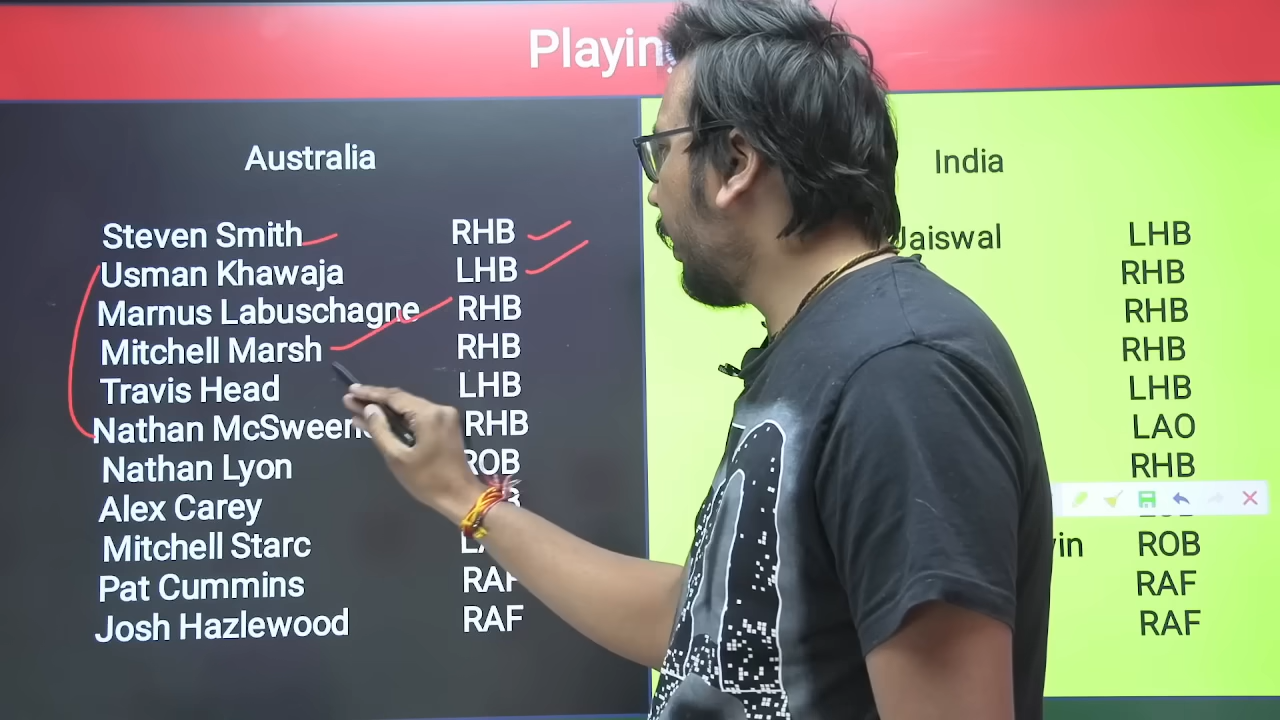 Playin
Australia
India
Steven Smith RHB
Usman Khawaja LHB
Marnus Labuschagne RHB
Mitchell Marsh RHB
Travis Head LHB
Nathan McSween RHB
Nathan Lyon ROB
Alex Carey
Mitchell Starc
Pat Cummins RAF
Josh Hazlewood RAF
Jaiswal LHB
RHB
RHB
RHB
LHB
LAO
RHB
vin ROB
RAF
RAF